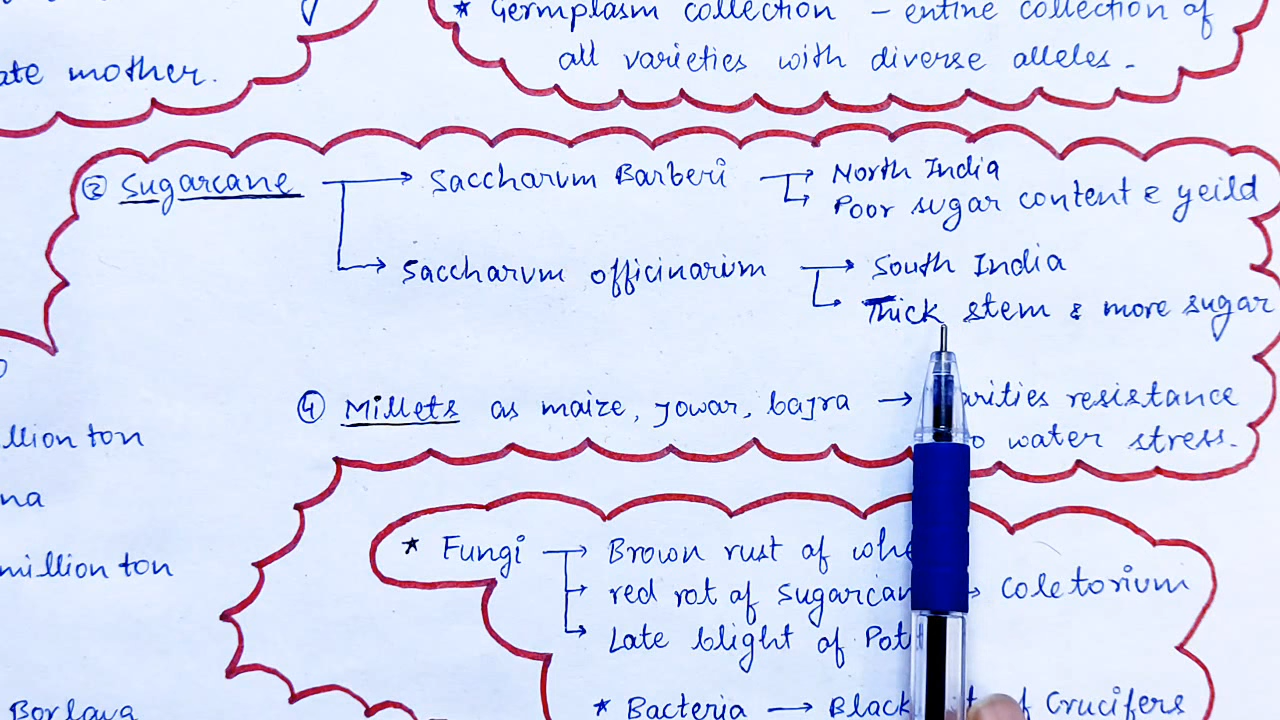 * Germplasm collection – entire collection of
all varieties with diverse alleles.
ate mother.
② Sugarcane → Saccharum Barberi → North India
→ Poor sugar content & yeild
→ Saccharum officinarum → South India
→ Thick stem & more sugar
④ Millets as maize, jowar, bajra → resistance
water stress.
llion ton
na
million ton
* Fungi → Brown rust of
→ red rot of → Coletorium
→ Late blight of
* Bacteria → Black Crucifers